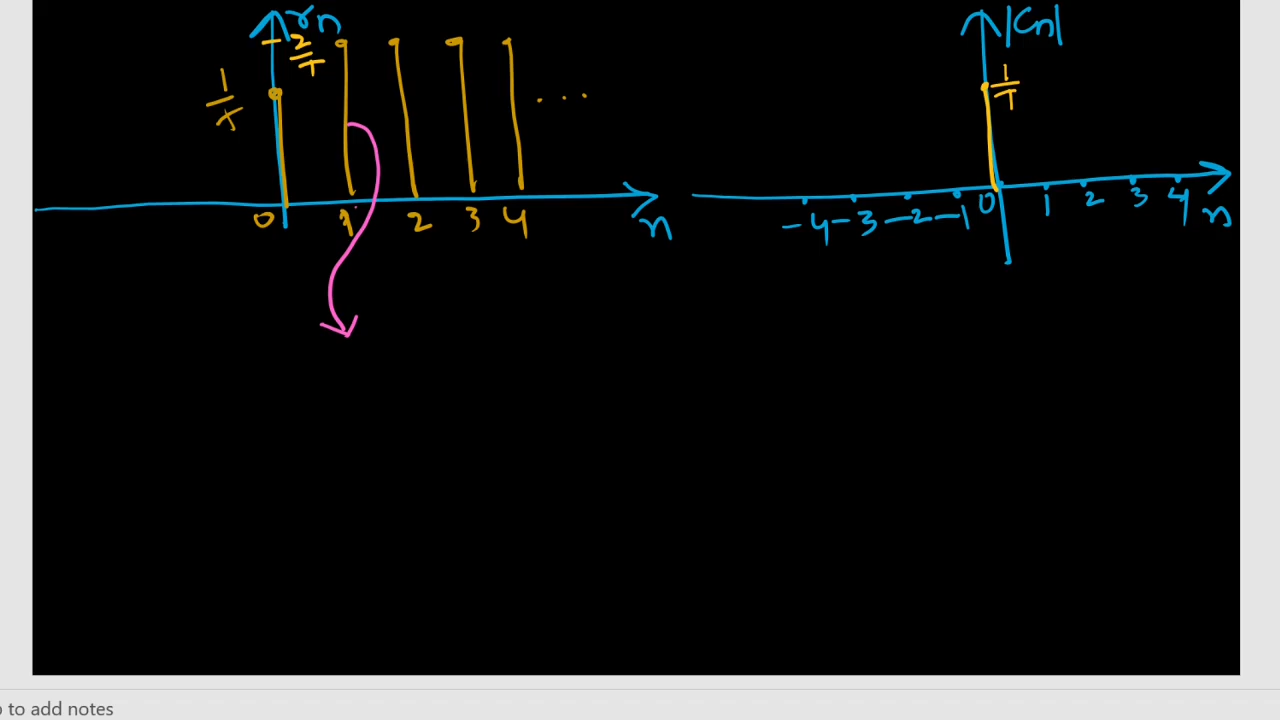 rn
2/T
1/T
...
0 1 2 3 4 n
|Cn|
1/T
-4 -3 -2 -1 0 1 2 3 4 n
to add notes